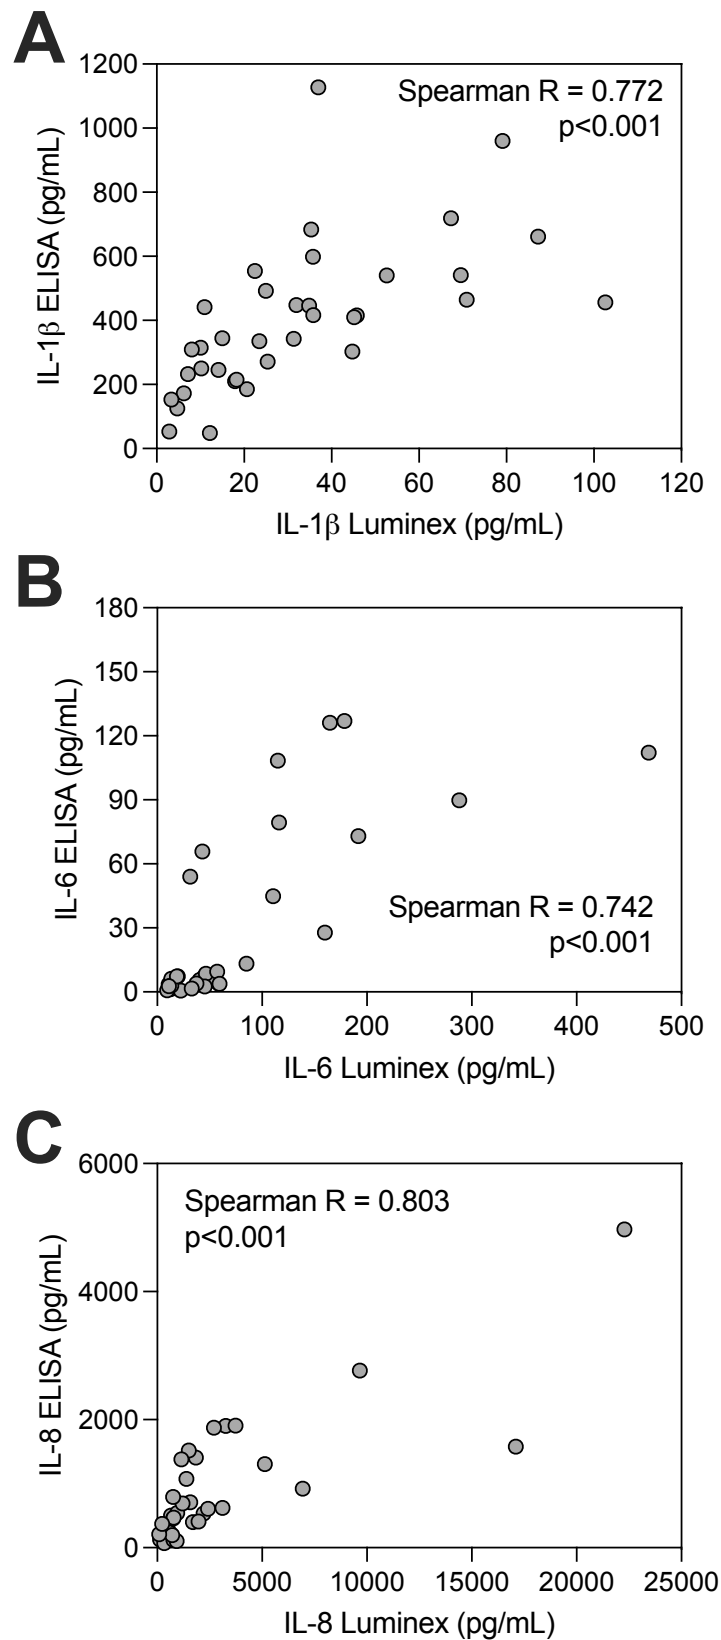 A
1200
1000
800
600
400
200
0
IL-1β ELISA (pg/mL)
Spearman R = 0.772
p<0.001
0 20 40 60 80 100 120
IL-1β Luminex (pg/mL)
B
180
150
120
90
60
30
0
IL-6 ELISA (pg/mL)
Spearman R = 0.742
p<0.001
0 100 200 300 400 500
IL-6 Luminex (pg/mL)
C
6000
4000
2000
0
IL-8 ELISA (pg/mL)
Spearman R = 0.803
p<0.001
0 5000 10000 15000 20000 25000
IL-8 Luminex (pg/mL)